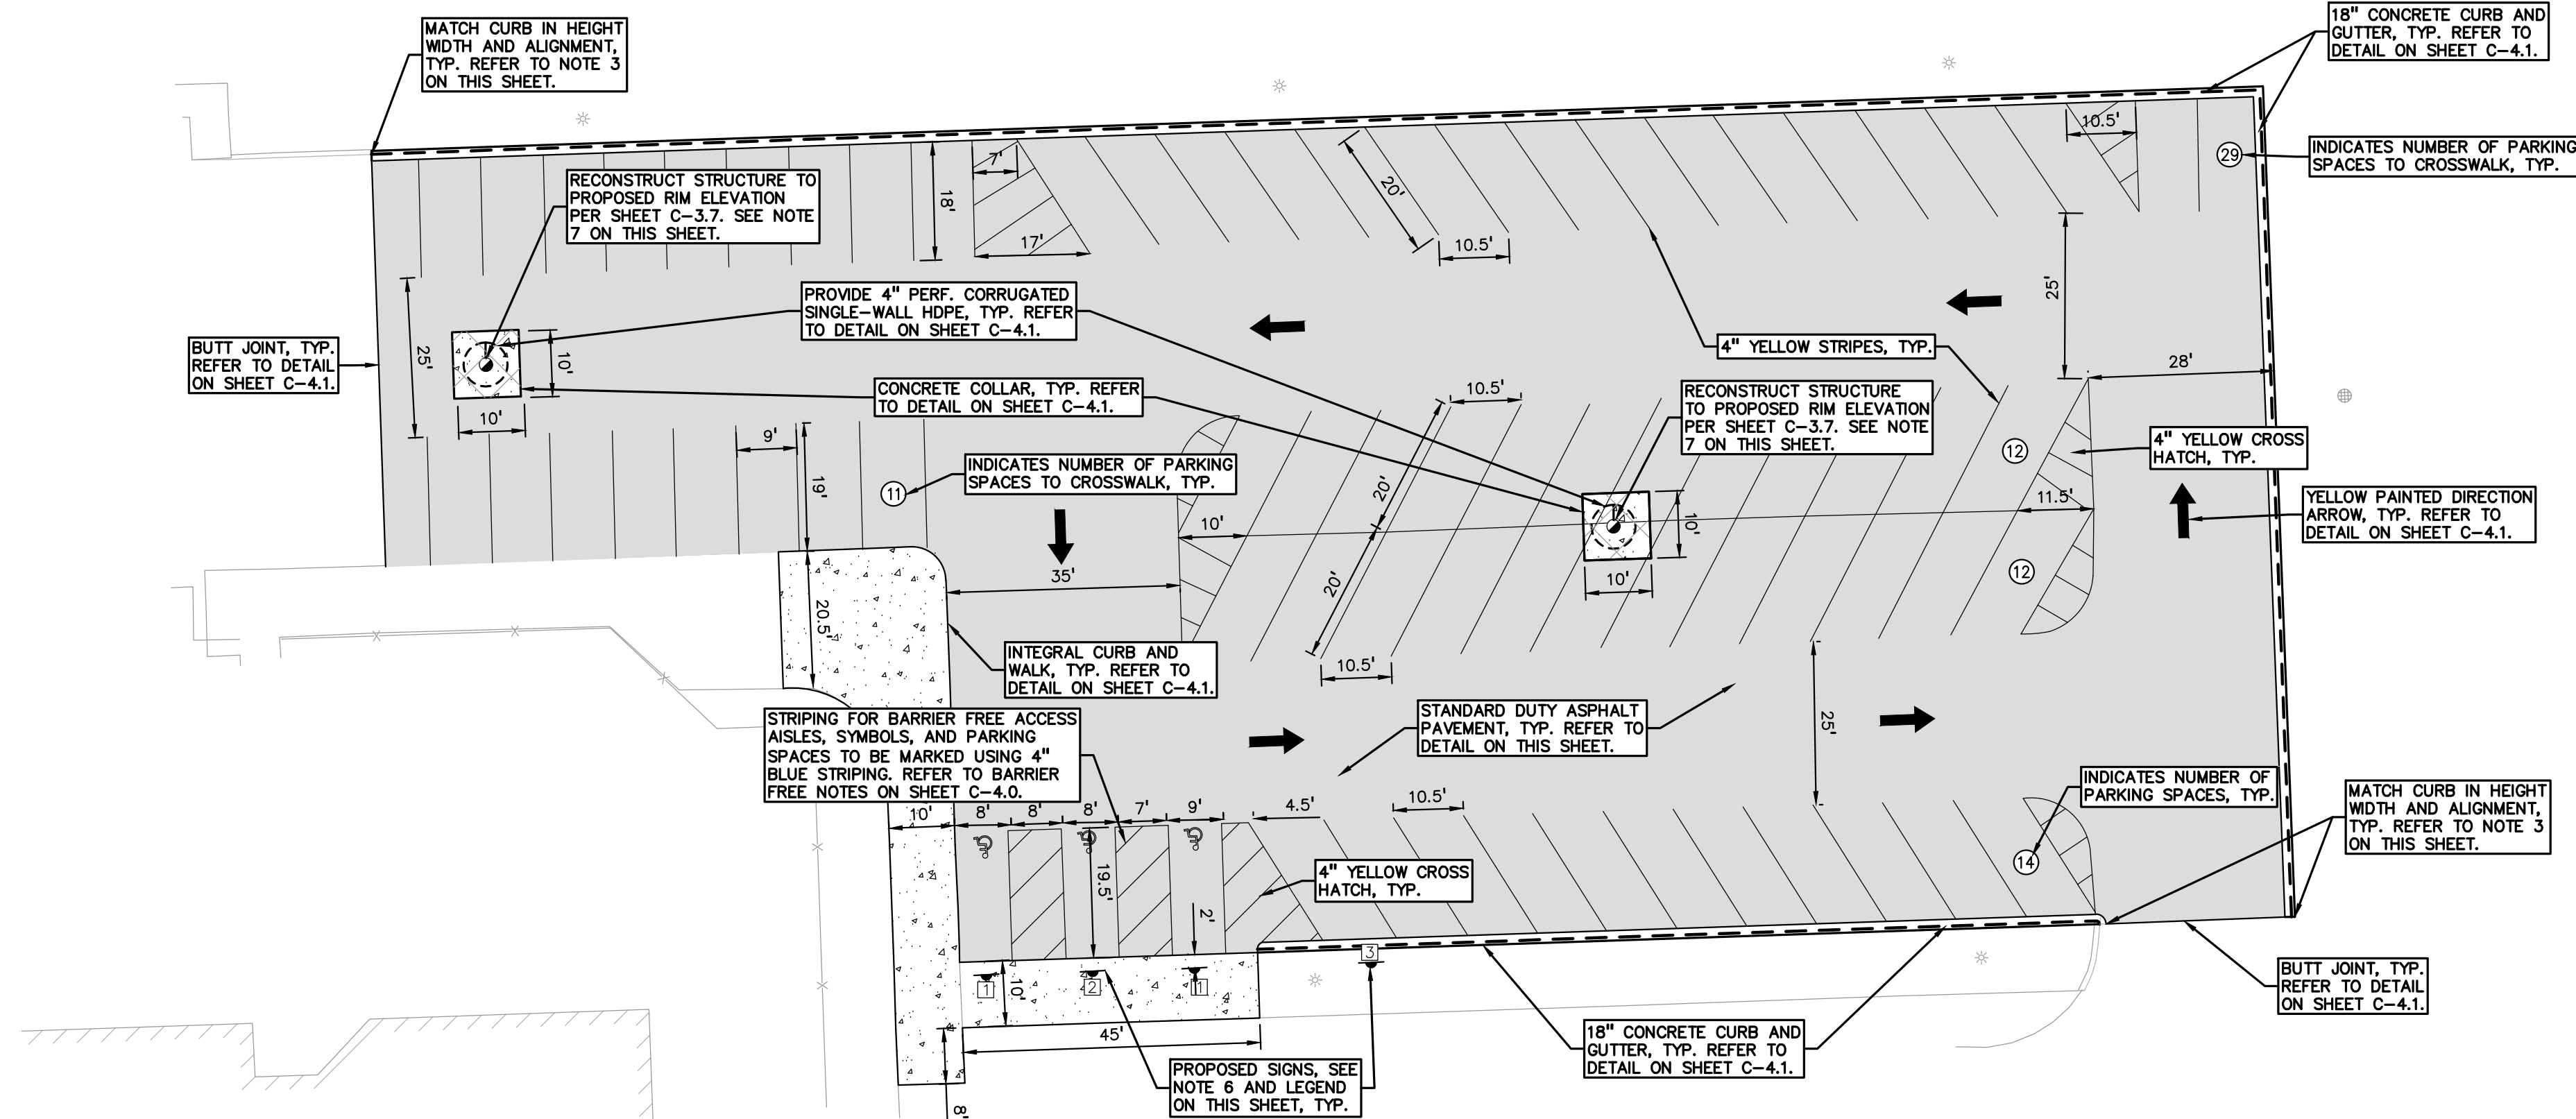 MATCH CURB IN HEIGHT
WIDTH AND ALIGNMENT,
TYP. REFER TO NOTE 3
ON THIS SHEET.
18" CONCRETE CURB AND
GUTTER, TYP. REFER TO
DETAIL ON SHEET C-4.1.
10.5'
29
INDICATES NUMBER OF PARKING
SPACES TO CROSSWALK, TYP.
RECONSTRUCT STRUCTURE TO
PROPOSED RIM ELEVATION
PER SHEET C-3.7. SEE NOTE
7 ON THIS SHEET.
7'
18'
17'
20'
10.5'
25'
PROVIDE 4" PERF. CORRUGATED
SINGLE-WALL HDPE, TYP. REFER
TO DETAIL ON SHEET C-4.1.
4" YELLOW STRIPES, TYP.
BUTT JOINT, TYP.
REFER TO DETAIL
ON SHEET C-4.1.
25'
10'
10'
28'
CONCRETE COLLAR, TYP. REFER
TO DETAIL ON SHEET C-4.1.
10.5'
RECONSTRUCT STRUCTURE
TO PROPOSED RIM ELEVATION
PER SHEET C-3.7. SEE NOTE
7 ON THIS SHEET.
9'
19'
INDICATES NUMBER OF PARKING
SPACES TO CROSSWALK, TYP.
11
12
4" YELLOW CROSS
HATCH, TYP.
20'
11.5'
YELLOW PAINTED DIRECTION
ARROW, TYP. REFER TO
DETAIL ON SHEET C-4.1.
10'
10'
10'
12
35'
20'
20.5'
INTEGRAL CURB AND
WALK, TYP. REFER TO
DETAIL ON SHEET C-4.1.
10.5'
STRIPING FOR BARRIER FREE ACCESS
AISLES, SYMBOLS, AND PARKING
SPACES TO BE MARKED USING 4"
BLUE STRIPING. REFER TO BARRIER
FREE NOTES ON SHEET C-4.0.
STANDARD DUTY ASPHALT
PAVEMENT, TYP. REFER TO
DETAIL ON THIS SHEET.
25'
INDICATES NUMBER OF
PARKING SPACES, TYP.
MATCH CURB IN HEIGHT
WIDTH AND ALIGNMENT,
TYP. REFER TO NOTE 3
ON THIS SHEET.
10'
8'
8'
8'
7'
9'
4.5'
10.5'
19.5'
4" YELLOW CROSS
HATCH, TYP.
14
2'
3
1
2
1
10'
BUTT JOINT, TYP.
REFER TO DETAIL
ON SHEET C-4.1.
45'
18" CONCRETE CURB AND
GUTTER, TYP. REFER TO
DETAIL ON SHEET C-4.1.
PROPOSED SIGNS, SEE
NOTE 6 AND LEGEND
ON THIS SHEET, TYP.
8'